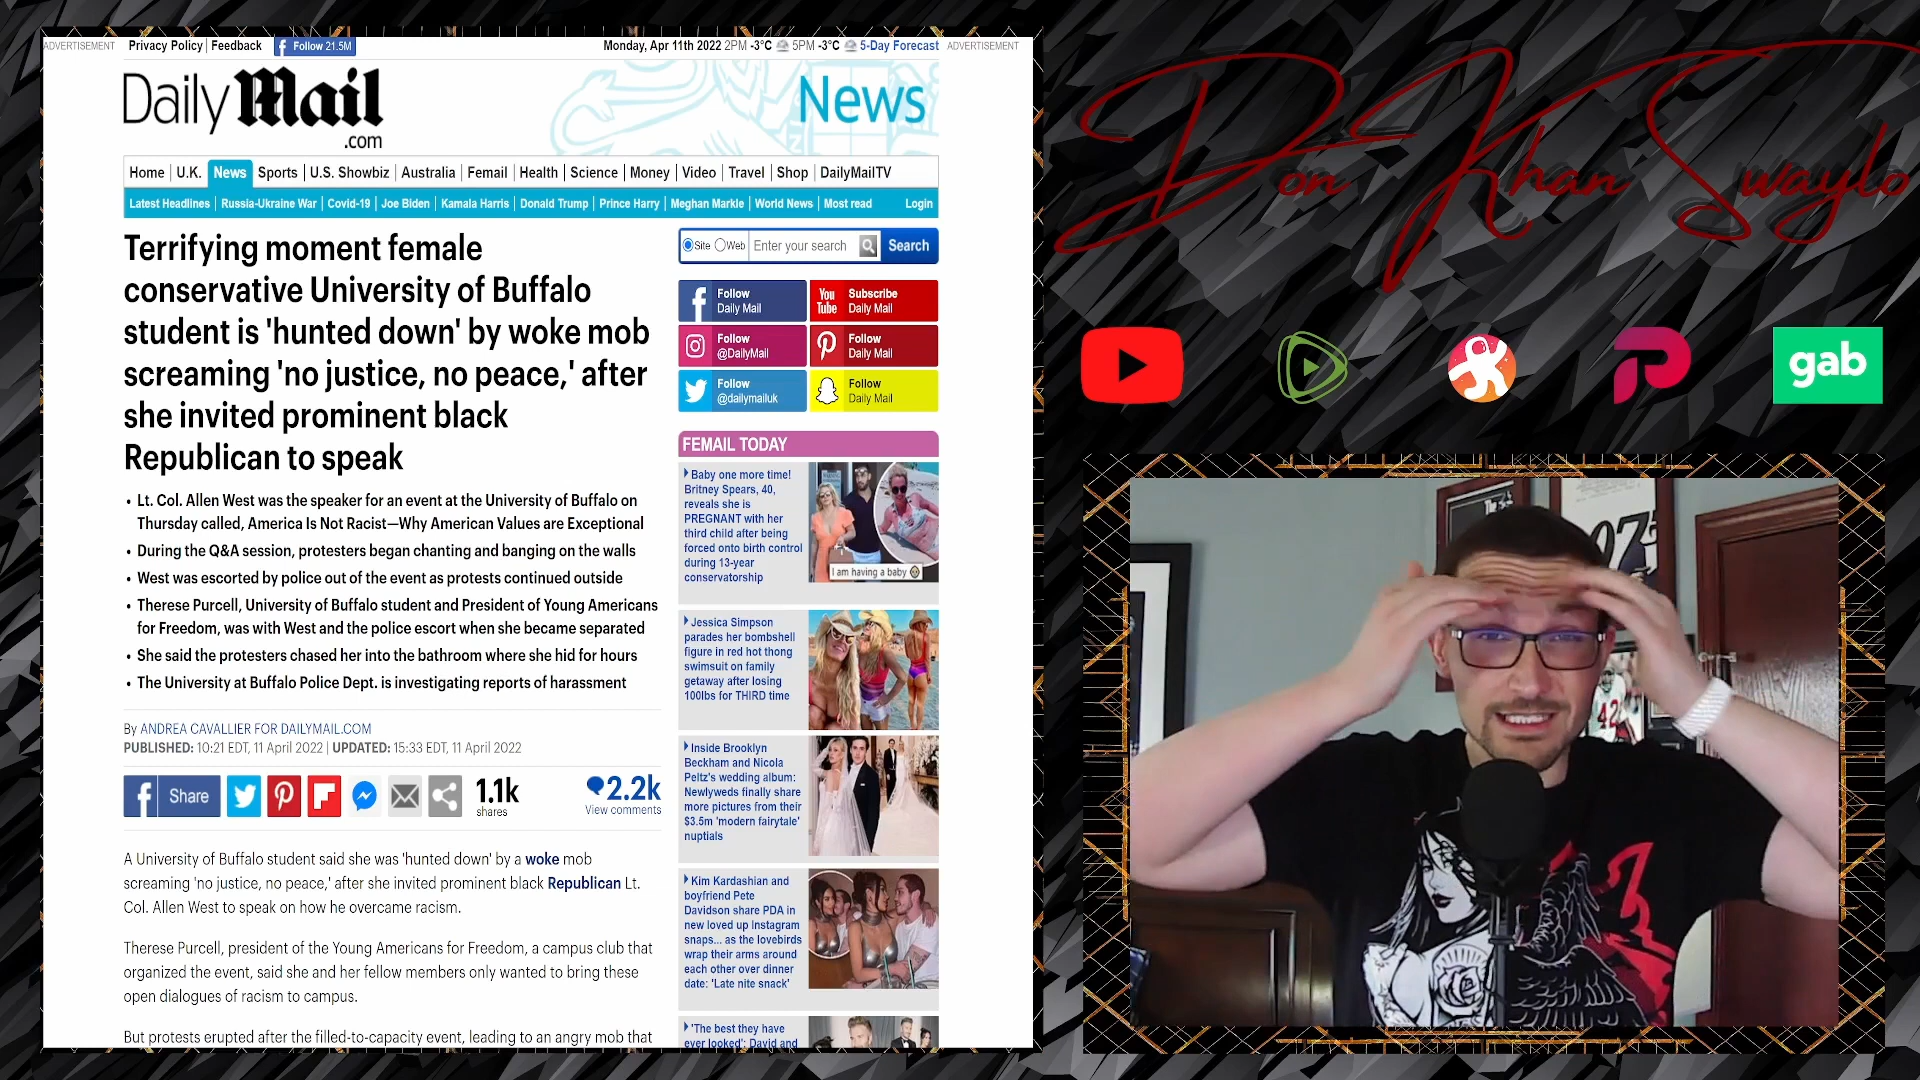 ADVERTISEMENT
Privacy Policy
Feedback
Follow 21.5M
Monday, Apr 11th 2022 2PM -3°C 5PM -3°C 5-Day Forecast
ADVERTISEMENT
Daily Mail
.com
News
Home
U.K.
News
Sports
U.S. Showbiz
Australia
Femail
Health
Science
Money
Video
Travel
Shop
DailyMailTV
Latest Headlines
Russia-Ukraine War
Covid-19
Joe Biden
Kamala Harris
Donald Trump
Prince Harry
Meghan Markle
World News
Most read
Login
Terrifying moment female
conservative University of Buffalo
student is 'hunted down' by woke mob
screaming 'no justice, no peace,' after
she invited prominent black
Republican to speak
• Lt. Col. Allen West was the speaker for an event at the University of Buffalo on
Thursday called, America Is Not Racist—Why American Values are Exceptional
• During the Q&A session, protesters began chanting and banging on the walls
• West was escorted by police out of the event as protests continued outside
• Therese Purcell, University of Buffalo student and President of Young Americans
for Freedom, was with West and the police escort when she became separated
• She said the protesters chased her into the bathroom where she hid for hours
• The University at Buffalo Police Dept. is investigating reports of harassment
By ANDREA CAVALLIER FOR DAILYMAIL.COM
PUBLISHED: 10:21 EDT, 11 April 2022 | UPDATED: 15:33 EDT, 11 April 2022
Share
1.1k
shares
2.2k
View comments
A University of Buffalo student said she was 'hunted down' by a woke mob
screaming 'no justice, no peace,' after she invited prominent black Republican Lt.
Col. Allen West to speak on how he overcame racism.
Therese Purcell, president of the Young Americans for Freedom, a campus club that
organized the event, said she and her fellow members only wanted to bring these
open dialogues of racism to campus.
But protests erupted after the filled-to-capacity event, leading to an angry mob that
Site
Web
Enter your search
Search
Follow
Daily Mail
You
Tube
Subscribe
Daily Mail
Follow
@DailyMail
Follow
Daily Mail
Follow
@dailymailuk
Follow
Daily Mail
FEMAIL TODAY
Baby one more time!
Britney Spears, 40,
reveals she is
PREGNANT with her
third child after being
forced onto birth control
during 13-year
conservatorship
I am having a baby
Jessica Simpson
parades her bombshell
figure in red hot thong
swimsuit on family
getaway after losing
100lbs for THIRD time
Inside Brooklyn
Beckham and Nicola
Peltz's wedding album:
Newlyweds finally share
more pictures from their
$3.5m 'modern fairytale'
nuptials
Kim Kardashian and
boyfriend Pete
Davidson share PDA in
new loved up Instagram
snaps... as the lovebirds
wrap their arms around
each other over dinner
date: 'Late nite snack'
'The best they have
ever looked': David and
Don Khan Swaylo
gab
42